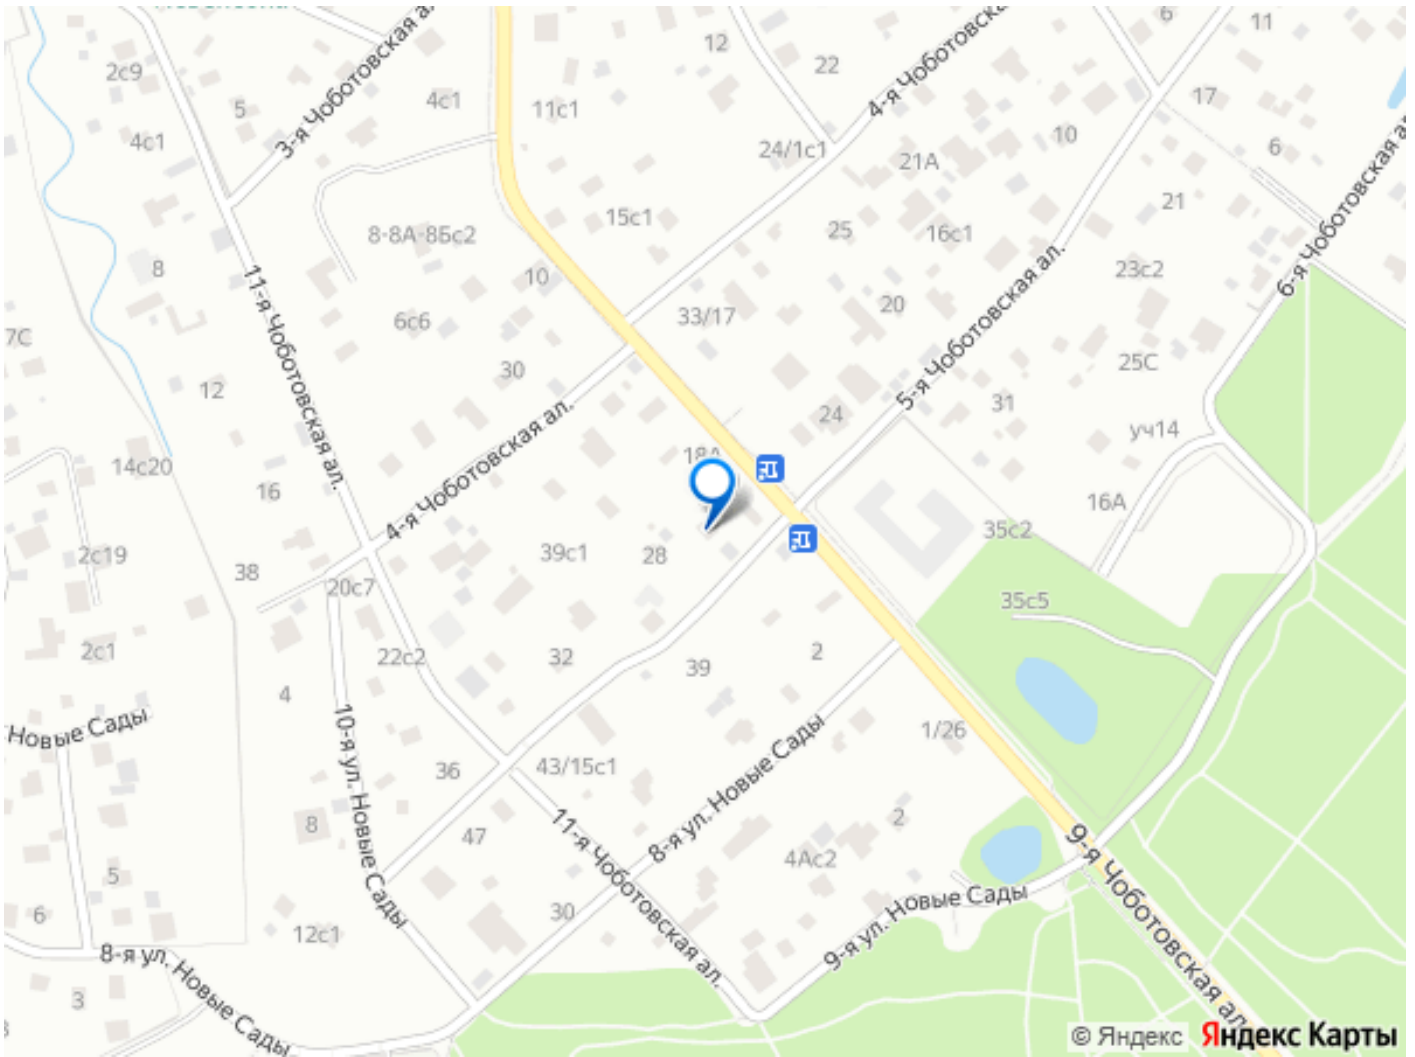 2с9
5
3-я Чоботовская ал.
4с1
4с1
11с1
12
22
4-я Чоботовская
6
11
17
10
6
24/1с1
21А
21
8
8-8А-8Бс2
15с1
25
16с1
23с2
6-я Чоботовская ал.
11-я Чоботовская ал.
10
7С
6с6
33/17
20
5-я Чоботовская ал.
25С
12
30
24
31
уч14
4-я Чоботовская ал.
14с20
16
18А
16А
35с2
2с19
38
20с7
39с1
28
35с5
2с1
22с2
32
39
2
4
Новые Сады
10-я ул. Новые Сады
36
43/15с1
8-я ул. Новые Сады
1/26
8
47
11-я Чоботовская ал.
2
4Ас2
9-я Чоботовская ал.
5
6
12с1
30
9-я ул. Новые Сады
8-я ул. Новые Сады
3
© Яндекс Яндекс Карты